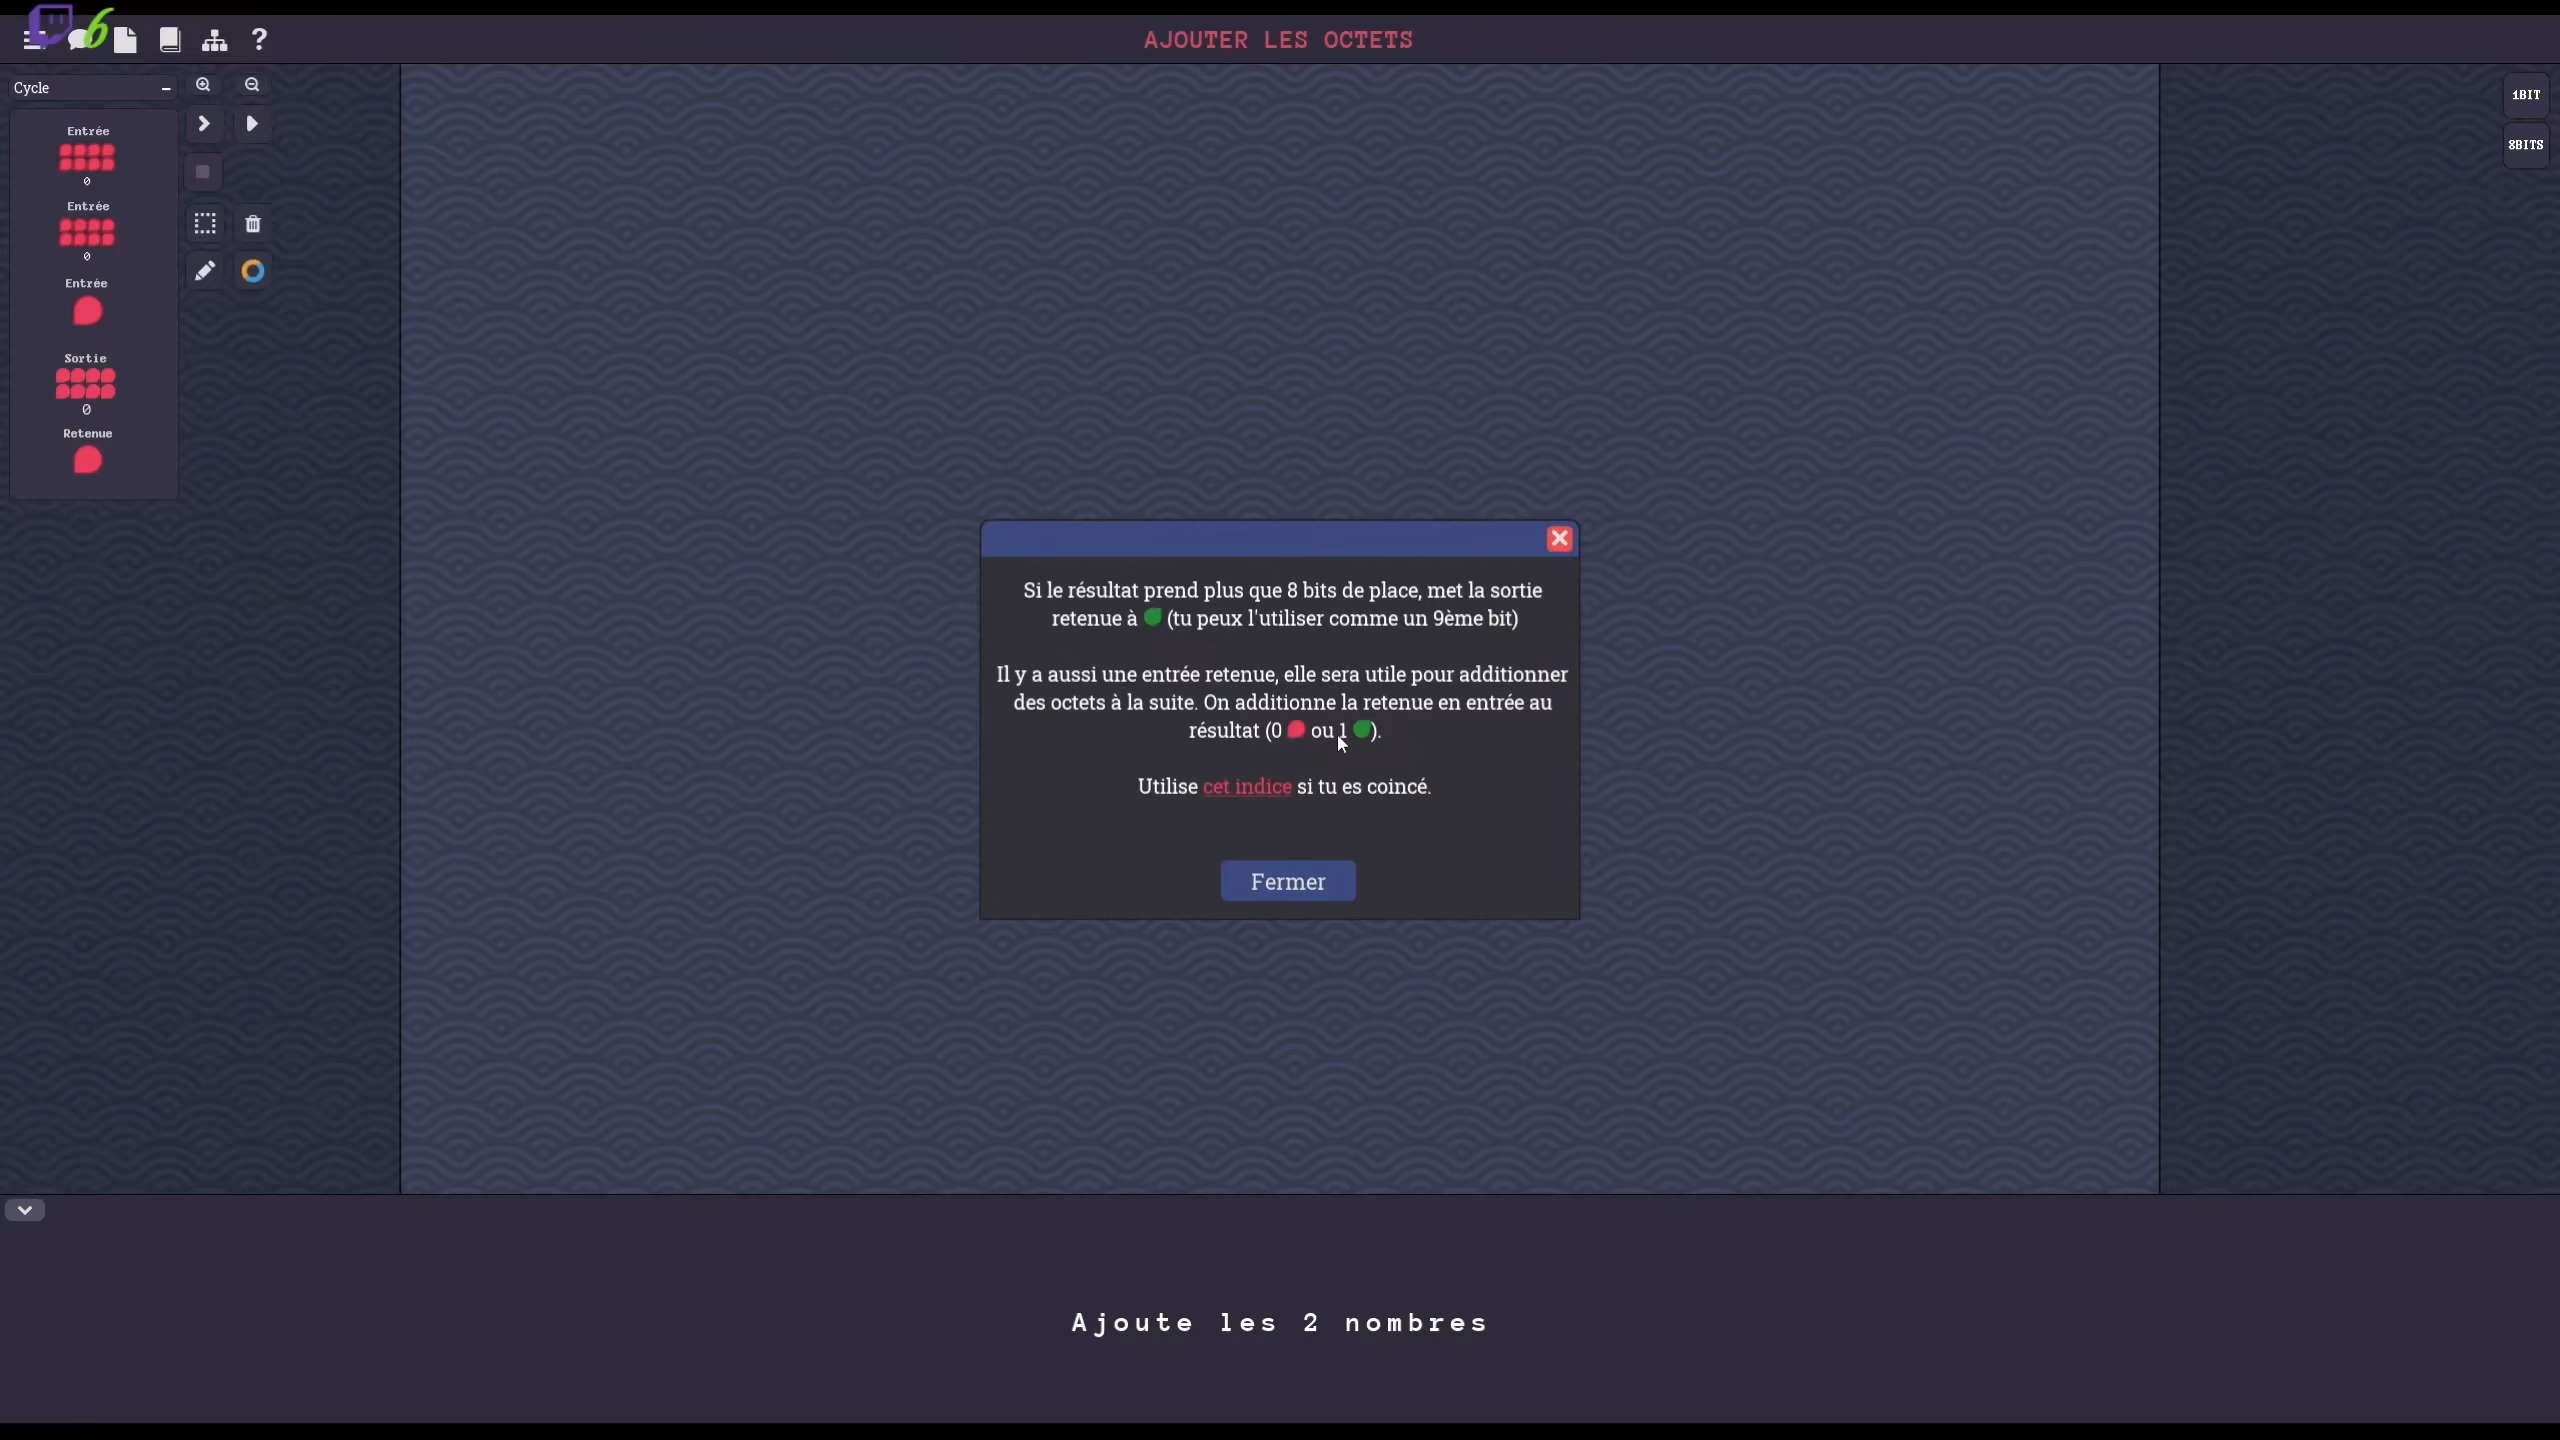 6
?
AJOUTER LES OCTETS
Cycle
Entrée
0
Entrée
0
Entrée
Sortie
0
Retenue
1BIT
8BITS
Si le résultat prend plus que 8 bits de place, met la sortie
retenue à (tu peux l'utiliser comme un 9ème bit)
Il y a aussi une entrée retenue, elle sera utile pour additionner
des octets à la suite. On additionne la retenue en entrée au
résultat (0 ou 1 ).
Utilise cet indice si tu es coincé.
Fermer
Ajoute les 2 nombres